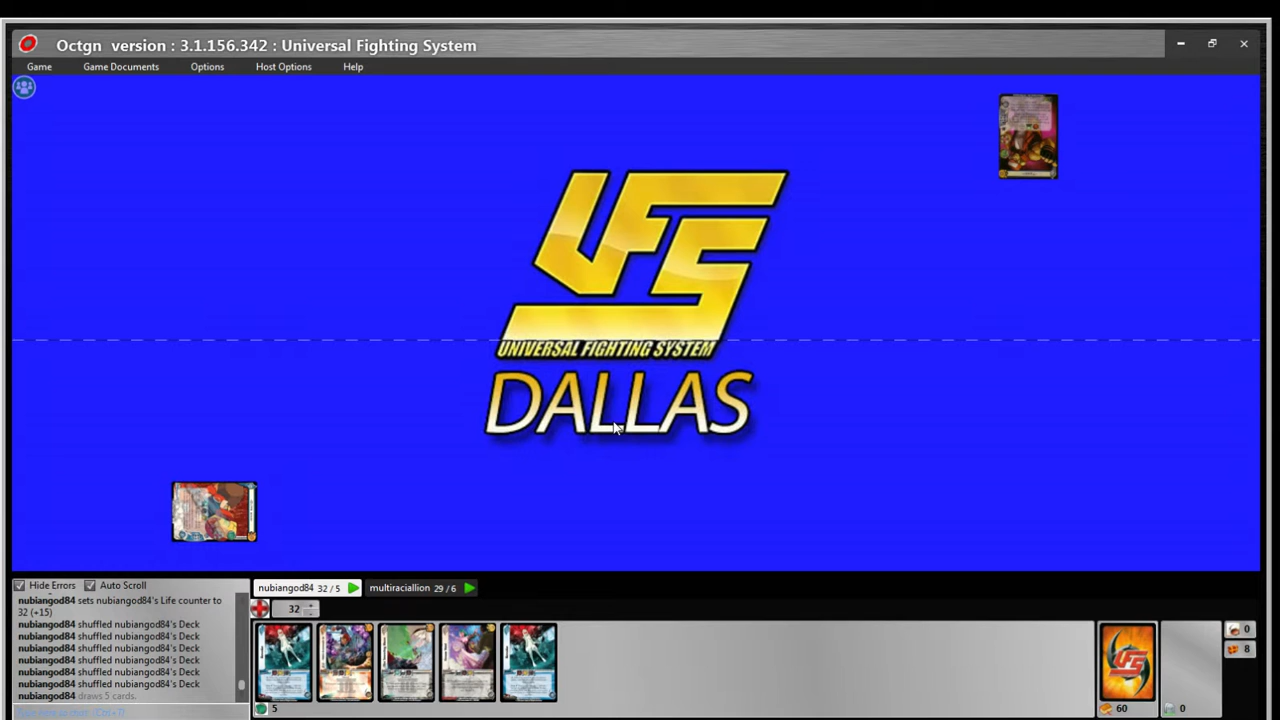 Octgn version : 3.1.156.342 : Universal Fighting System
Game Game Documents Options Host Options Help
UFS
UNIVERSAL FIGHTING SYSTEM
DALLAS
Hide Errors Auto Scroll
nubiangod84 sets nubiangod84's Life counter to
32 (+15)
nubiangod84 shuffled nubiangod84's Deck
nubiangod84 shuffled nubiangod84's Deck
nubiangod84 shuffled nubiangod84's Deck
nubiangod84 shuffled nubiangod84's Deck
nubiangod84 shuffled nubiangod84's Deck
nubiangod84 shuffled nubiangod84's Deck
nubiangod84 draws 5 cards.
nubiangod84 32 / 5 multiraciallion 29 / 6
32
5
UFS
60
0
0
8